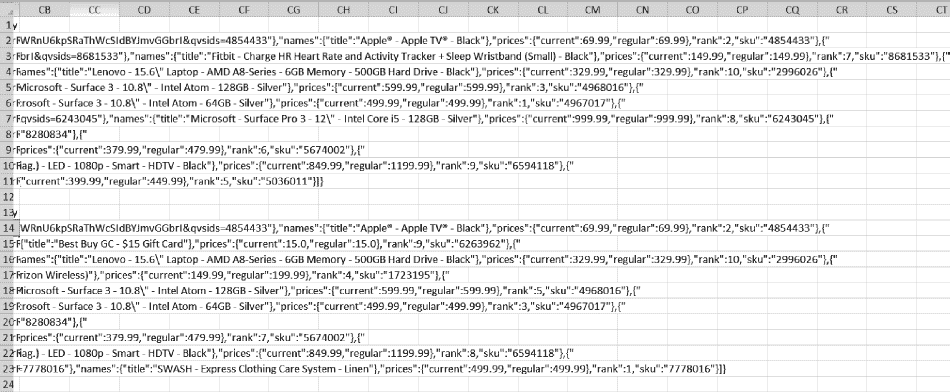 CB CC CD CE CF CG CH CI CJ CK CL CM CN CO CP CQ CR CS CT
1 y
2 WRnU6kpSRaThWcSIdBYJmvGGbrI&qvsids=4854433"},"names":{"title":"Apple® - Apple TV® - Black"},"prices":{"current":69.99,"regular":69.99},"rank":2,"sku":"4854433"},{"
3 brI&qvsids=8681533"},"names":{"title":"Fitbit - Charge HR Heart Rate and Activity Tracker + Sleep Wristband (Small) - Black"},"prices":{"current":149.99,"regular":149.99},"rank":7,"sku":"8681533"},{"
4 ames":{"title":"Lenovo - 15.6\" Laptop - AMD A8-Series - 6GB Memory - 500GB Hard Drive - Black"},"prices":{"current":329.99,"regular":329.99},"rank":10,"sku":"2996026"},{"
5 Microsoft - Surface 3 - 10.8\" - Intel Atom - 128GB - Silver"},"prices":{"current":599.99,"regular":599.99},"rank":3,"sku":"4968016"},{"
6 rosoft - Surface 3 - 10.8\" - Intel Atom - 64GB - Silver"},"prices":{"current":499.99,"regular":499.99},"rank":1,"sku":"4967017"},{"
7 qvsids=6243045"},"names":{"title":"Microsoft - Surface Pro 3 - 12\" - Intel Core i5 - 128GB - Silver"},"prices":{"current":999.99,"regular":999.99},"rank":8,"sku":"6243045"},{"
8 "8280834"},{"
9 prices":{"current":379.99,"regular":479.99},"rank":6,"sku":"5674002"},{"
10 iag.) - LED - 1080p - Smart - HDTV - Black"},"prices":{"current":849.99,"regular":1199.99},"rank":9,"sku":"6594118"},{"
11 {"current":399.99,"regular":449.99},"rank":5,"sku":"5036011"}]}
12
13 y
14 WRnU6kpSRaThWcSIdBYJmvGGbrI&qvsids=4854433"},"names":{"title":"Apple® - Apple TV® - Black"},"prices":{"current":69.99,"regular":69.99},"rank":2,"sku":"4854433"},{"
15 {"title":"Best Buy GC - $15 Gift Card"},"prices":{"current":15.0,"regular":15.0},"rank":9,"sku":"6263962"},{"
16 ames":{"title":"Lenovo - 15.6\" Laptop - AMD A8-Series - 6GB Memory - 500GB Hard Drive - Black"},"prices":{"current":329.99,"regular":329.99},"rank":10,"sku":"2996026"},{"
17 rizon Wireless)"},"prices":{"current":149.99,"regular":199.99},"rank":4,"sku":"1723195"},{"
18 Microsoft - Surface 3 - 10.8\" - Intel Atom - 128GB - Silver"},"prices":{"current":599.99,"regular":599.99},"rank":5,"sku":"4968016"},{"
19 rosoft - Surface 3 - 10.8\" - Intel Atom - 64GB - Silver"},"prices":{"current":499.99,"regular":499.99},"rank":3,"sku":"4967017"},{"
20 "8280834"},{"
21 prices":{"current":379.99,"regular":479.99},"rank":7,"sku":"5674002"},{"
22 iag.) - LED - 1080p - Smart - HDTV - Black"},"prices":{"current":849.99,"regular":1199.99},"rank":8,"sku":"6594118"},{"
23 7778016"},"names":{"title":"SWASH - Express Clothing Care System - Linen"},"prices":{"current":499.99,"regular":499.99},"rank":1,"sku":"7778016"}]}
24